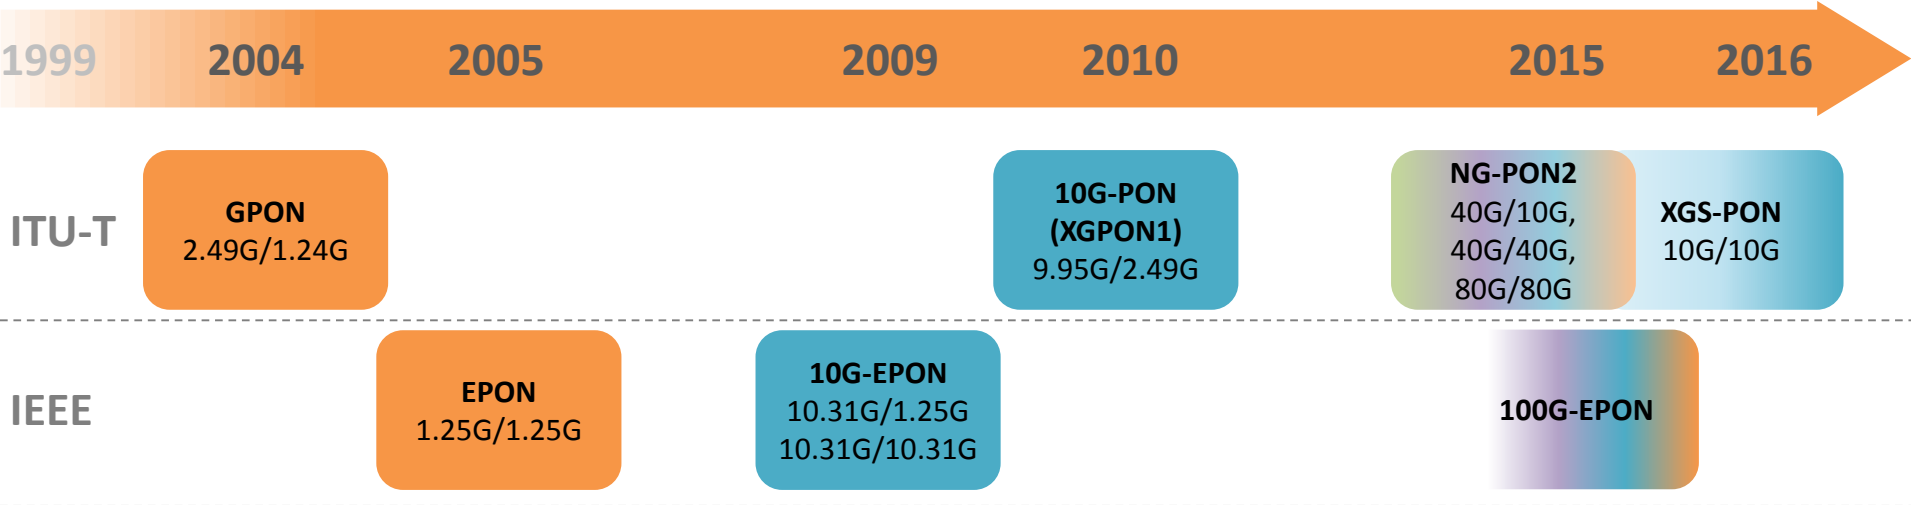 1999 2004 2005 2009 2010 2015 2016
ITU-T
GPON
2.49G/1.24G
10G-PON
(XGPON1)
9.95G/2.49G
NG-PON2
40G/10G,
40G/40G,
80G/80G
XGS-PON
10G/10G
IEEE
EPON
1.25G/1.25G
10G-EPON
10.31G/1.25G
10.31G/10.31G
100G-EPON